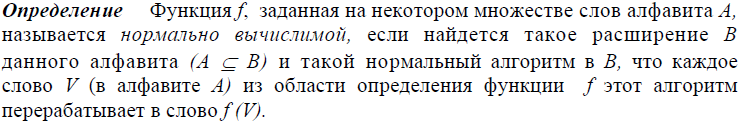 Определение Функция f, заданная на некотором множестве слов алфавита A,
называется нормально вычислимой, если найдется такое расширение B
данного алфавита (A ⊆ B) и такой нормальный алгоритм в B, что каждое
слово V (в алфавите A) из области определения функции f этот алгоритм
перерабатывает в слово f (V).